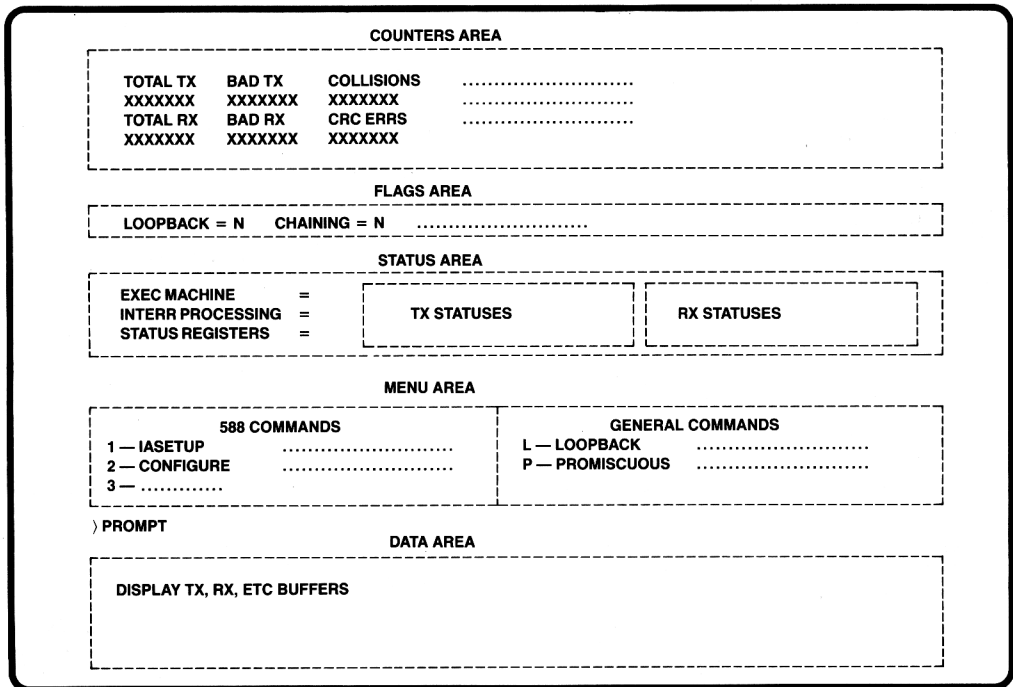 COUNTERS AREA
TOTAL TX BAD TX COLLISIONS ..........................
XXXXXXX XXXXXXX XXXXXXX ..........................
TOTAL RX BAD RX CRC ERRS ..........................
XXXXXXX XXXXXXX XXXXXXX
FLAGS AREA
LOOPBACK = N CHAINING = N ..........................
STATUS AREA
EXEC MACHINE =
INTERR PROCESSING =
STATUS REGISTERS =
TX STATUSES
RX STATUSES
MENU AREA
588 COMMANDS
1 — IASETUP ..........................
2 — CONFIGURE ..........................
3 — .............
GENERAL COMMANDS
L — LOOPBACK ..........................
P — PROMISCUOUS ..........................
⟩ PROMPT
DATA AREA
DISPLAY TX, RX, ETC BUFFERS